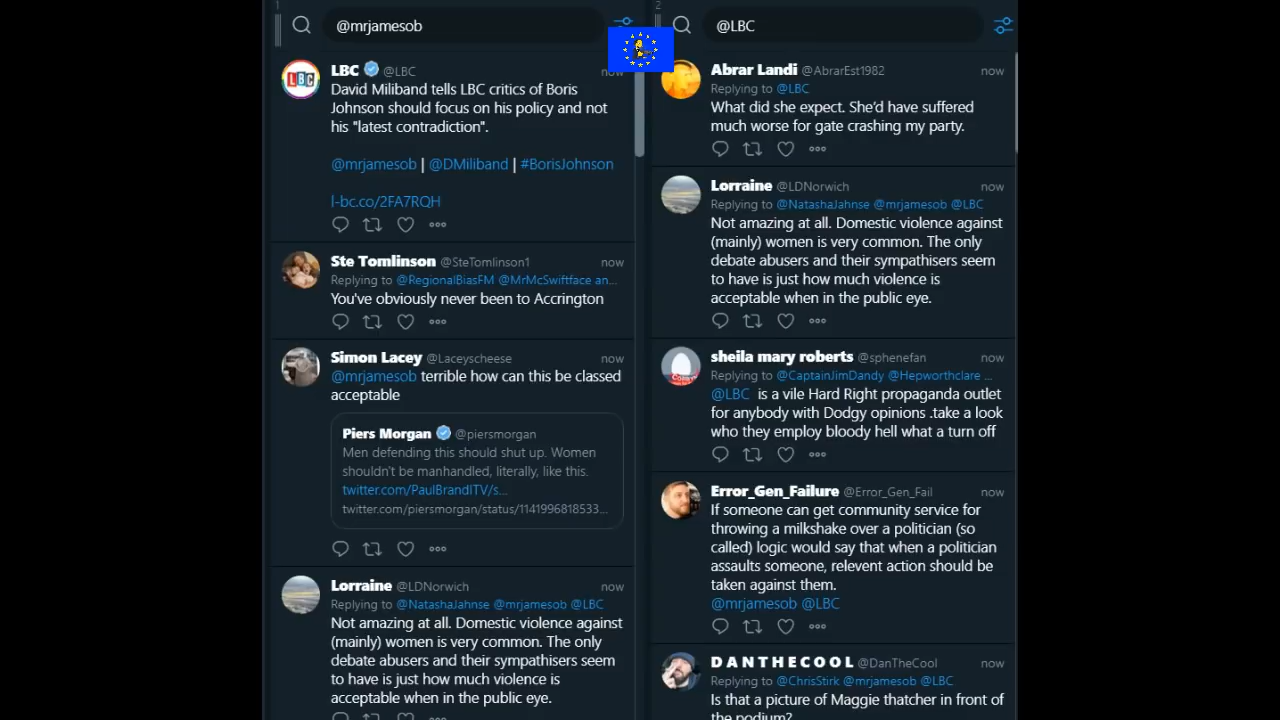 1
@mrjamesob
LBC @LBC now
David Miliband tells LBC critics of Boris
Johnson should focus on his policy and not
his "latest contradiction".
@mrjamesob | @DMiliband | #BorisJohnson
l-bc.co/2FA7RQH
Ste Tomlinson @SteTomlinson1 now
Replying to @RegionalBiasFM @MrMcSwiftface an...
You've obviously never been to Accrington
Simon Lacey @Laceyscheese now
@mrjamesob terrible how can this be classed
acceptable
Piers Morgan @piersmorgan
Men defending this should shut up. Women
shouldn't be manhandled, literally, like this.
twitter.com/PaulBrandITV/s...
twitter.com/piersmorgan/status/1141996818533...
Lorraine @LDNorwich now
Replying to @NatashaJahnse @mrjamesob @LBC
Not amazing at all. Domestic violence against
(mainly) women is very common. The only
debate abusers and their sympathisers seem
to have is just how much violence is
acceptable when in the public eye.
2
@LBC
Abrar Landi @AbrarEst1982 now
Replying to @LBC
What did she expect. She'd have suffered
much worse for gate crashing my party.
Lorraine @LDNorwich now
Replying to @NatashaJahnse @mrjamesob @LBC
Not amazing at all. Domestic violence against
(mainly) women is very common. The only
debate abusers and their sympathisers seem
to have is just how much violence is
acceptable when in the public eye.
sheila mary roberts @sphenefan now
Replying to @CaptainJimDandy @Hepworthclare ...
@LBC is a vile Hard Right propaganda outlet
for anybody with Dodgy opinions .take a look
who they employ bloody hell what a turn off
Error_Gen_Failure @Error_Gen_Fail now
If someone can get community service for
throwing a milkshake over a politician (so
called) logic would say that when a politician
assaults someone, relevent action should be
taken against them.
@mrjamesob @LBC
D A N T H E C O O L @DanTheCool now
Replying to @ChrisStirk @mrjamesob @LBC
Is that a picture of Maggie thatcher in front of
the podium?